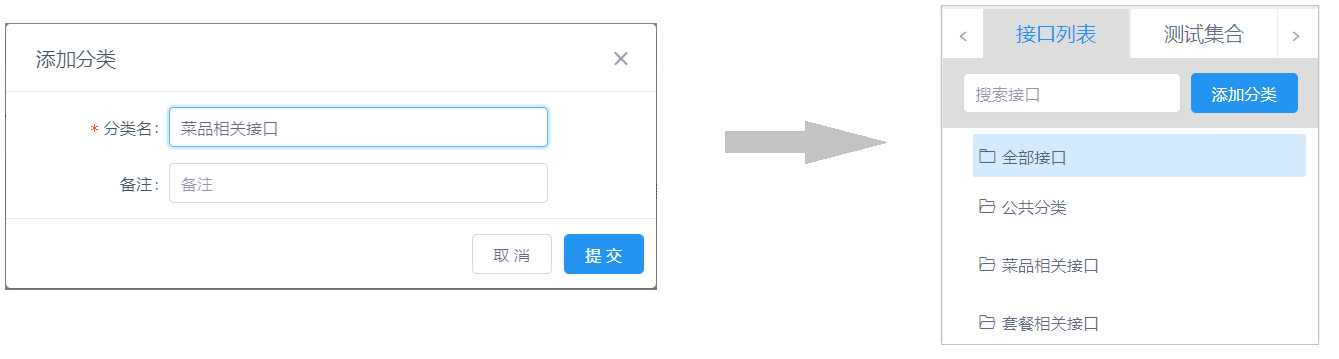 添加分类
* 分类名:
菜品相关接口
备注:
备注
取 消
提 交
接口列表
测试集合
搜索接口
添加分类
全部接口
公共分类
菜品相关接口
套餐相关接口